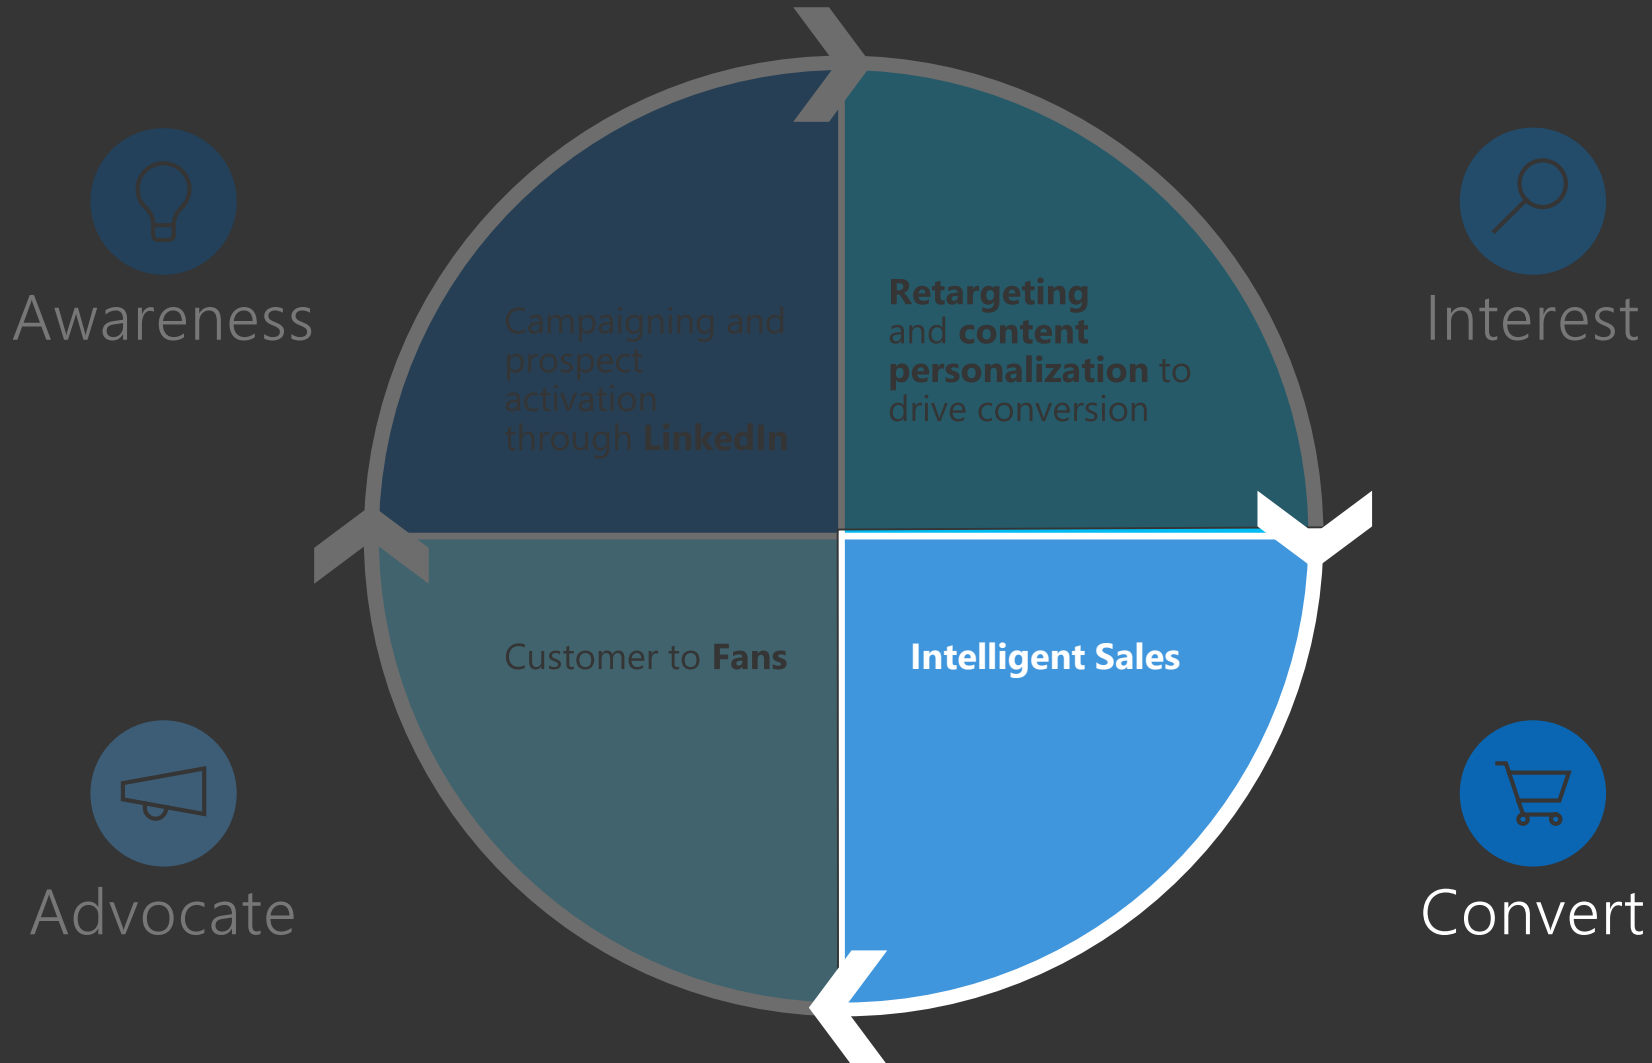 Awareness
Interest
Campaigning and
prospect
activation
through LinkedIn
Retargeting
and content
personalization to
drive conversion
Customer to Fans
Intelligent Sales
Advocate
Convert